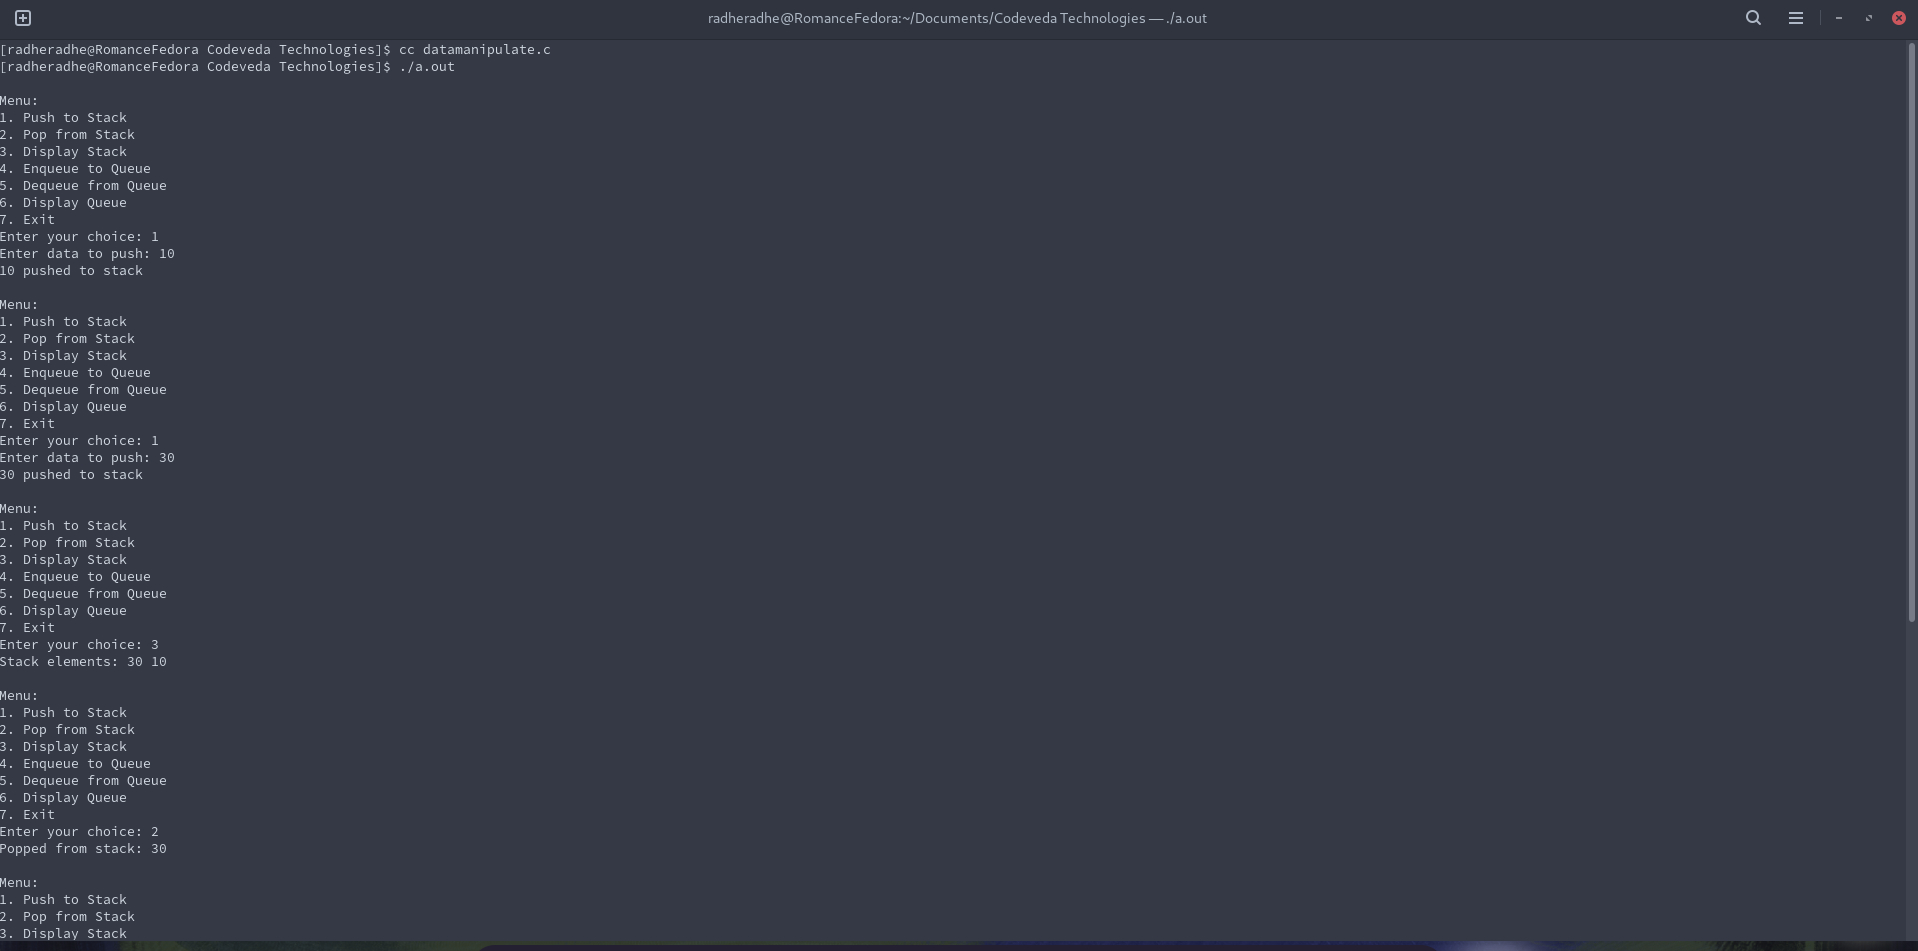 radheradhe@RomanceFedora:~/Documents/Codeveda Technologies — ./a.out
[radheradhe@RomanceFedora Codeveda Technologies]$ cc datamanipulate.c
[radheradhe@RomanceFedora Codeveda Technologies]$ ./a.out
Menu:
1. Push to Stack
2. Pop from Stack
3. Display Stack
4. Enqueue to Queue
5. Dequeue from Queue
6. Display Queue
7. Exit
Enter your choice: 1
Enter data to push: 10
10 pushed to stack
Menu:
1. Push to Stack
2. Pop from Stack
3. Display Stack
4. Enqueue to Queue
5. Dequeue from Queue
6. Display Queue
7. Exit
Enter your choice: 1
Enter data to push: 30
30 pushed to stack
Menu:
1. Push to Stack
2. Pop from Stack
3. Display Stack
4. Enqueue to Queue
5. Dequeue from Queue
6. Display Queue
7. Exit
Enter your choice: 3
Stack elements: 30 10
Menu:
1. Push to Stack
2. Pop from Stack
3. Display Stack
4. Enqueue to Queue
5. Dequeue from Queue
6. Display Queue
7. Exit
Enter your choice: 2
Popped from stack: 30
Menu:
1. Push to Stack
2. Pop from Stack
3. Display Stack